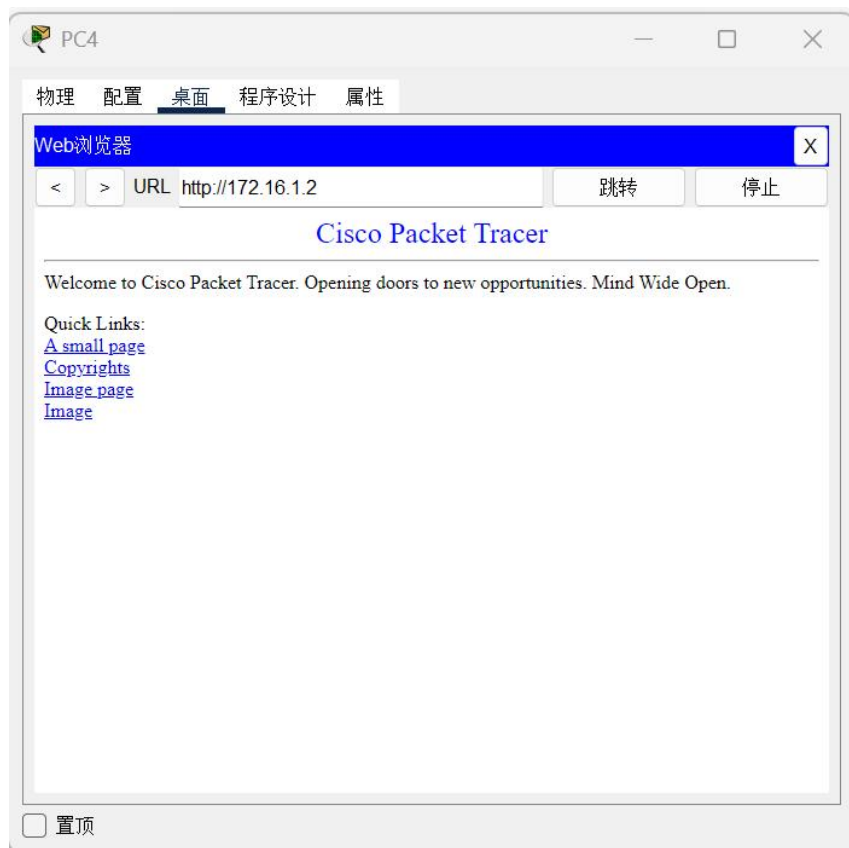 PC4
物理 配置 桌面 程序设计 属性
Web浏览器 X
< > URL http://172.16.1.2 跳转 停止
Cisco Packet Tracer
Welcome to Cisco Packet Tracer. Opening doors to new opportunities. Mind Wide Open.
Quick Links:
A small page
Copyrights
Image page
Image
置顶